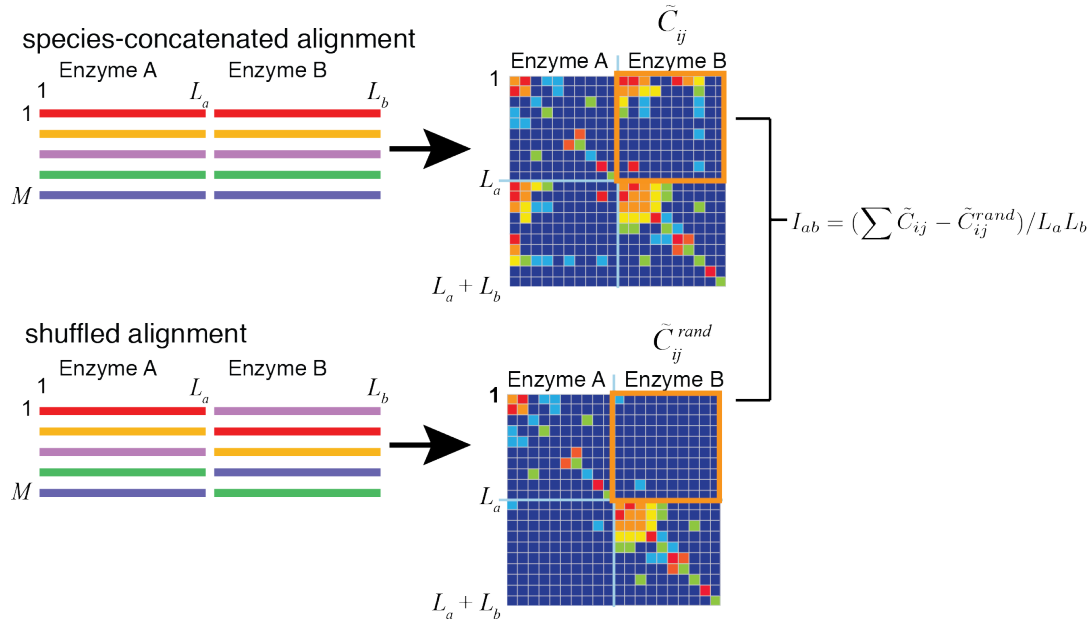 species-concatenated alignment
Enzyme A Enzyme B
1 L_a L_b
1
M
C̃_ij
Enzyme A Enzyme B
1
L_a
L_a + L_b
I_ab = (∑ C̃_ij − C̃_ij^rand)/L_a L_b
shuffled alignment
Enzyme A Enzyme B
1 L_a L_b
1
M
C̃_ij^rand
Enzyme A Enzyme B
1
L_a
L_a + L_b